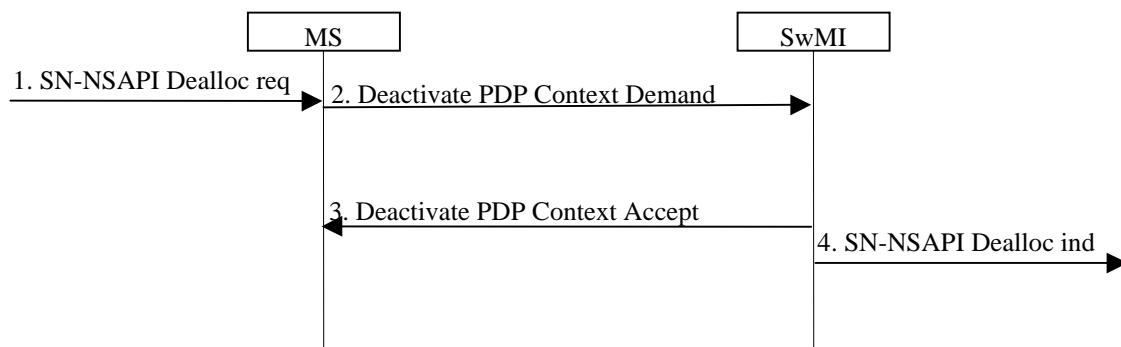 MS
SwMI
1. SN-NSAPI Dealloc req
2. Deactivate PDP Context Demand
3. Deactivate PDP Context Accept
4. SN-NSAPI Dealloc ind